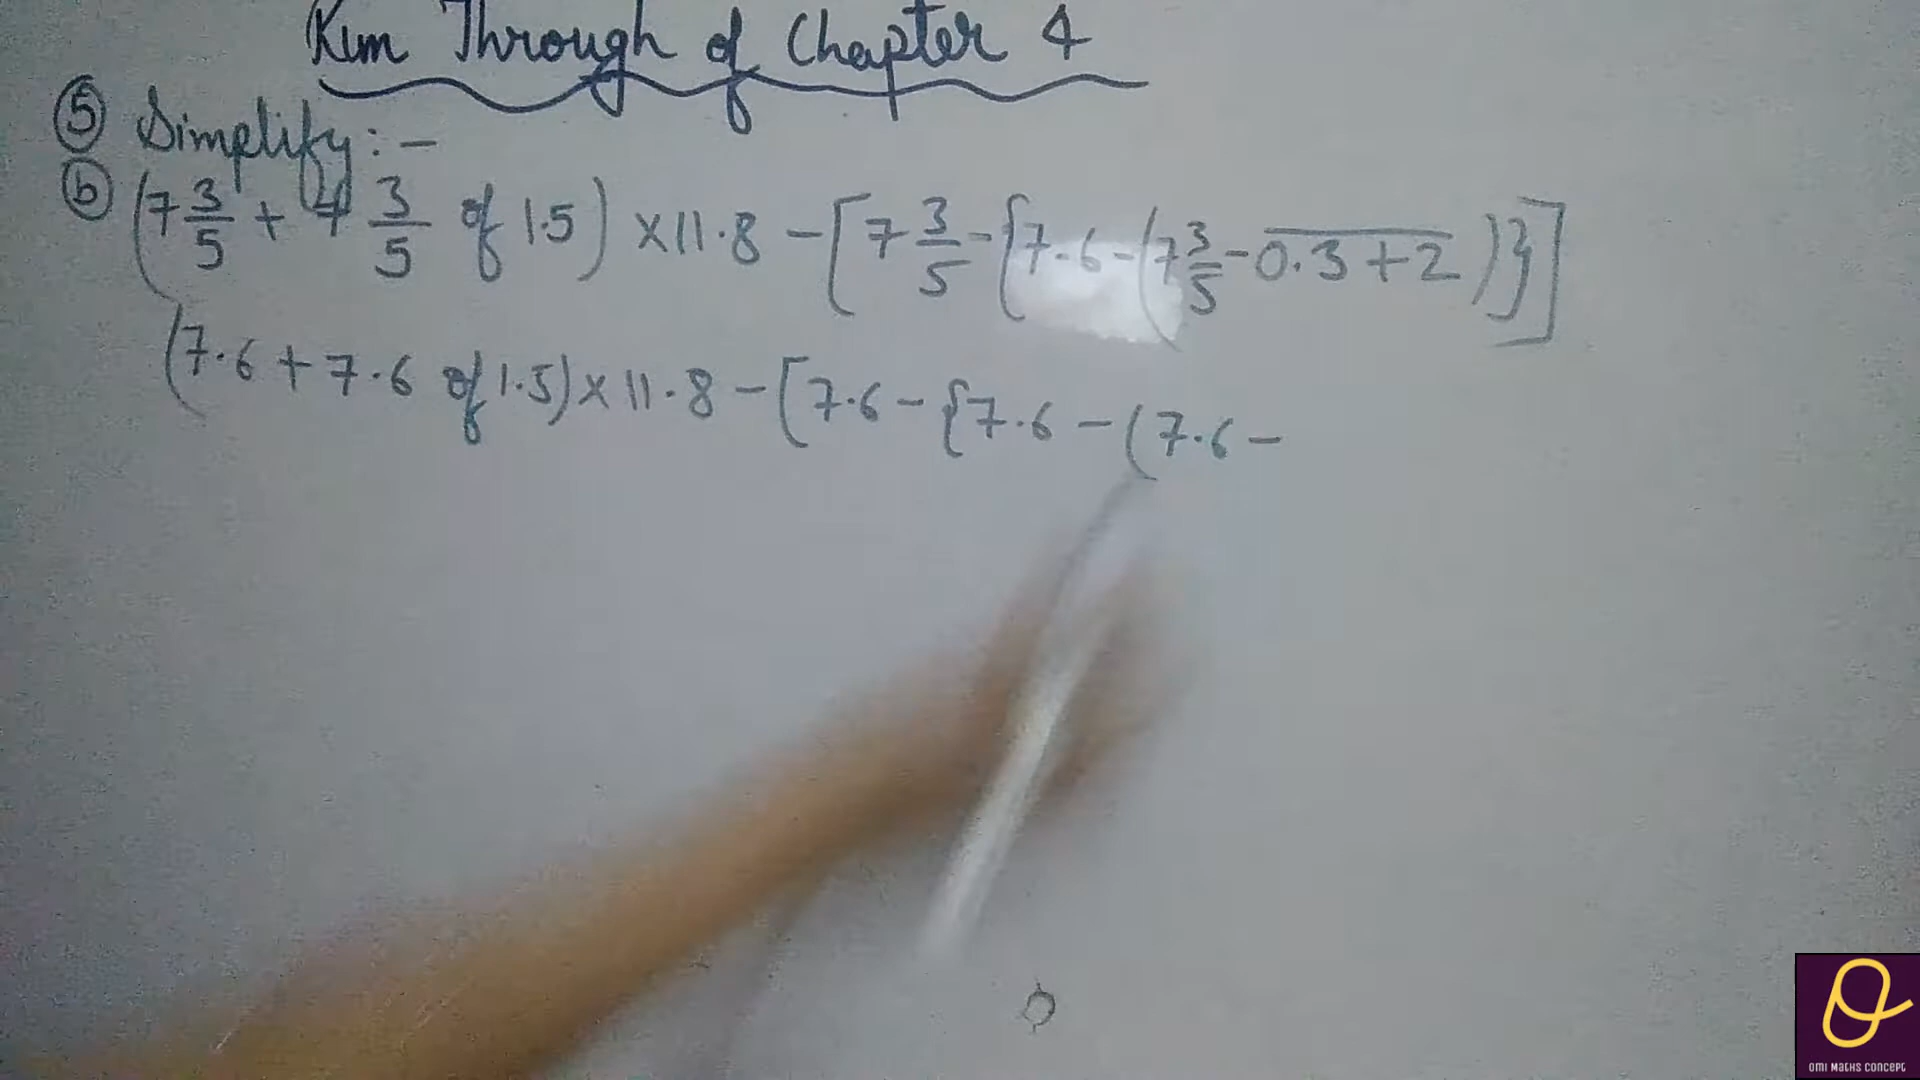 Run Through of Chapter 4
⑤ Simplify:-
ⓑ (7 3/5 + 4 3/5 of 1.5) × 11.8 - [7 3/5 - {7.6 - (7 3/5 - 0.3 + 2)}]
(7.6 + 7.6 of 1.5) × 11.8 - [7.6 - {7.6 - (7.6 -
OMI MATHS CONCEPT